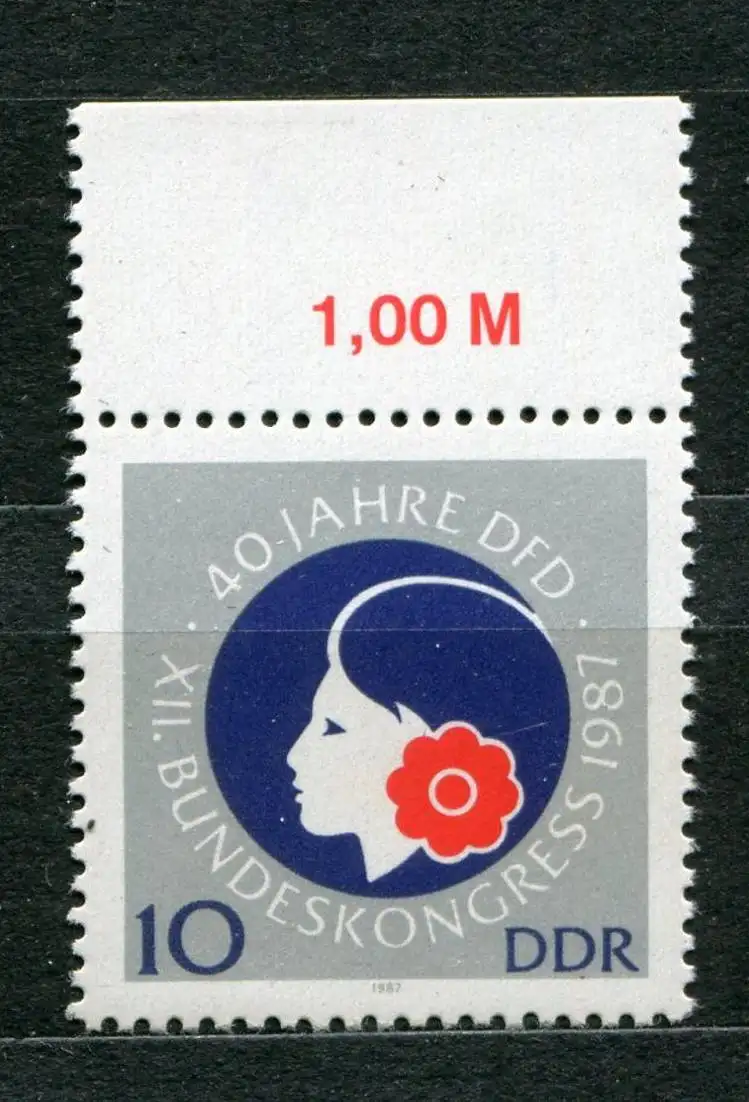 1,00 M
· 40 JAHRE DFD ·
XII. BUNDESKONGRESS 1987
10
DDR
1987